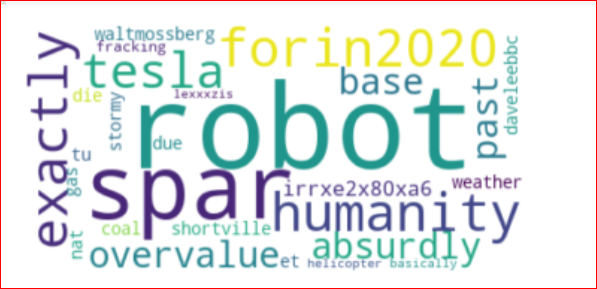 waltmossberg
fracking
forin2020
exactly
tesla
base
die
lexxxzis
stormy
robot
past
daveleebbc
due
tu
gas
spar
irrxe2x80xa6
weather
humanity
coal
shortville
nat
overvalue
et
absurdly
helicopter
basically